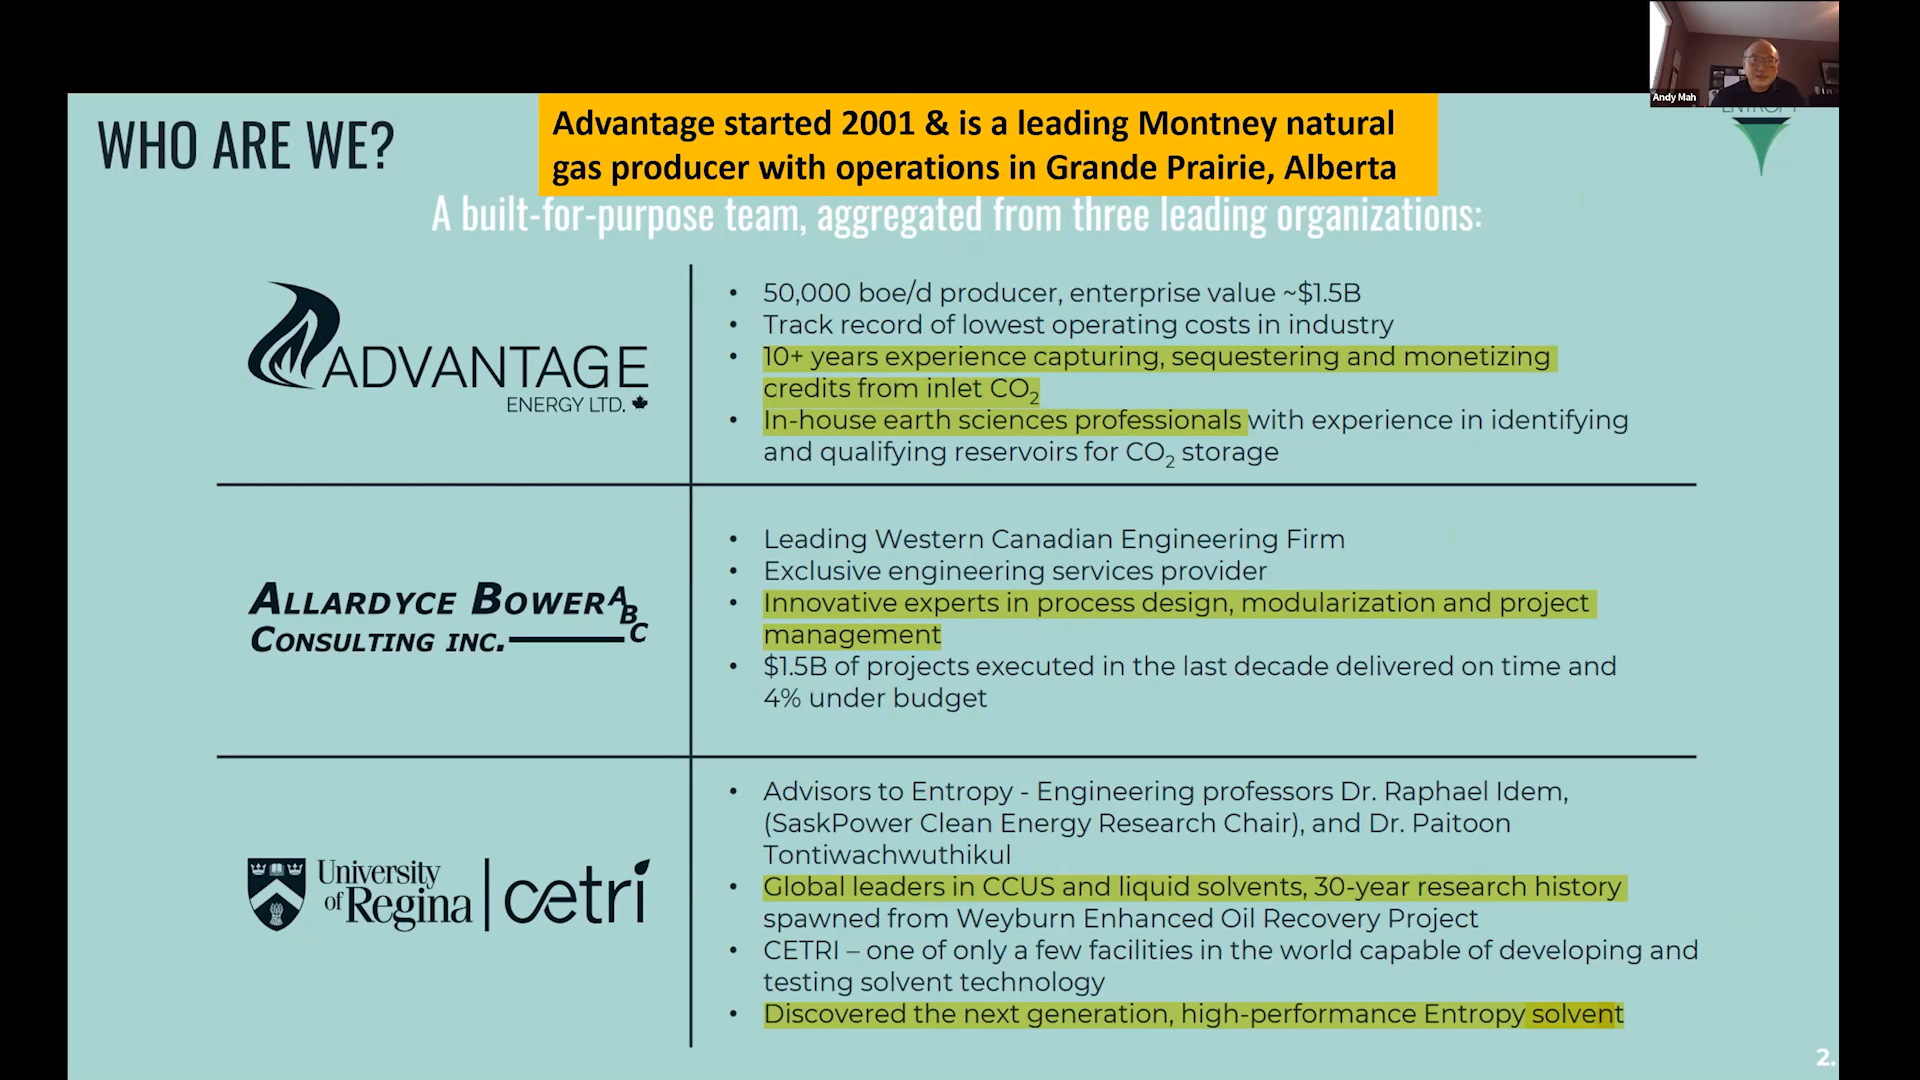 Andy Mah
ENTROPY
WHO ARE WE?
Advantage started 2001 & is a leading Montney natural
gas producer with operations in Grande Prairie, Alberta
A built-for-purpose team, aggregated from three leading organizations:
ADVANTAGE
ENERGY LTD.
• 50,000 boe/d producer, enterprise value ~$1.5B
• Track record of lowest operating costs in industry
• 10+ years experience capturing, sequestering and monetizing
credits from inlet CO2
• In-house earth sciences professionals with experience in identifying
and qualifying reservoirs for CO2 storage
ALLARDYCE BOWER ABC
CONSULTING INC.
• Leading Western Canadian Engineering Firm
• Exclusive engineering services provider
• Innovative experts in process design, modularization and project
management
• $1.5B of projects executed in the last decade delivered on time and
4% under budget
University
of Regina
cetri
• Advisors to Entropy - Engineering professors Dr. Raphael Idem,
(SaskPower Clean Energy Research Chair), and Dr. Paitoon
Tontiwachwuthikul
• Global leaders in CCUS and liquid solvents, 30-year research history
spawned from Weyburn Enhanced Oil Recovery Project
• CETRI – one of only a few facilities in the world capable of developing and
testing solvent technology
• Discovered the next generation, high-performance Entropy solvent
2.